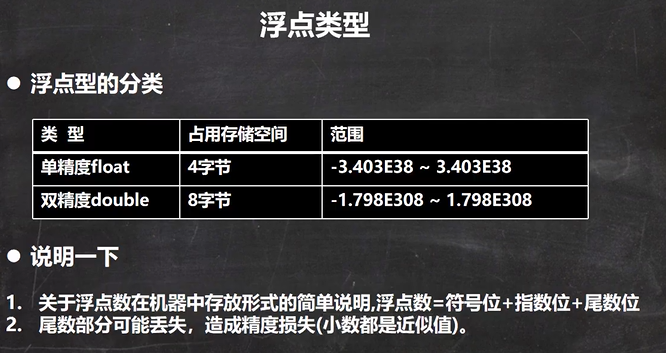 浮点类型
● 浮点型的分类
类 型 占用存储空间 范围
单精度float 4字节 -3.403E38 ~ 3.403E38
双精度double 8字节 -1.798E308 ~ 1.798E308
● 说明一下
1. 关于浮点数在机器中存放形式的简单说明,浮点数=符号位+指数位+尾数位
2. 尾数部分可能丢失，造成精度损失(小数都是近似值)。